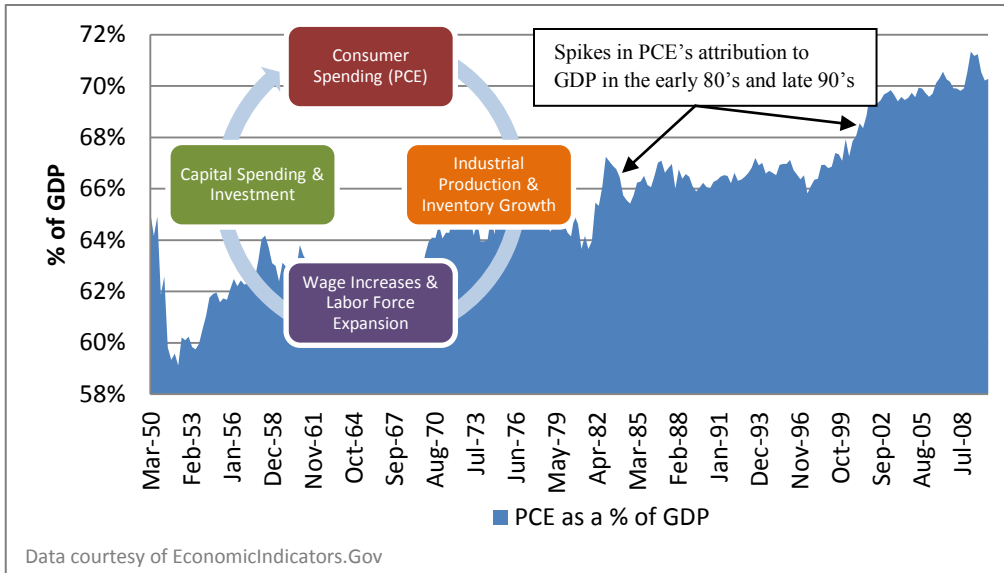 72%
70%
68%
66%
64%
62%
60%
58%
% of GDP
Consumer
Spending (PCE)
Spikes in PCE’s attribution to
GDP in the early 80’s and late 90’s
Capital Spending &
Investment
Industrial
Production &
Inventory Growth
Wage Increases &
Labor Force
Expansion
Mar-50
Feb-53
Jan-56
Dec-58
Nov-61
Oct-64
Sep-67
Aug-70
Jul-73
Jun-76
May-79
Apr-82
Mar-85
Feb-88
Jan-91
Dec-93
Nov-96
Oct-99
Sep-02
Aug-05
Jul-08
PCE as a % of GDP
Data courtesy of EconomicIndicators.Gov